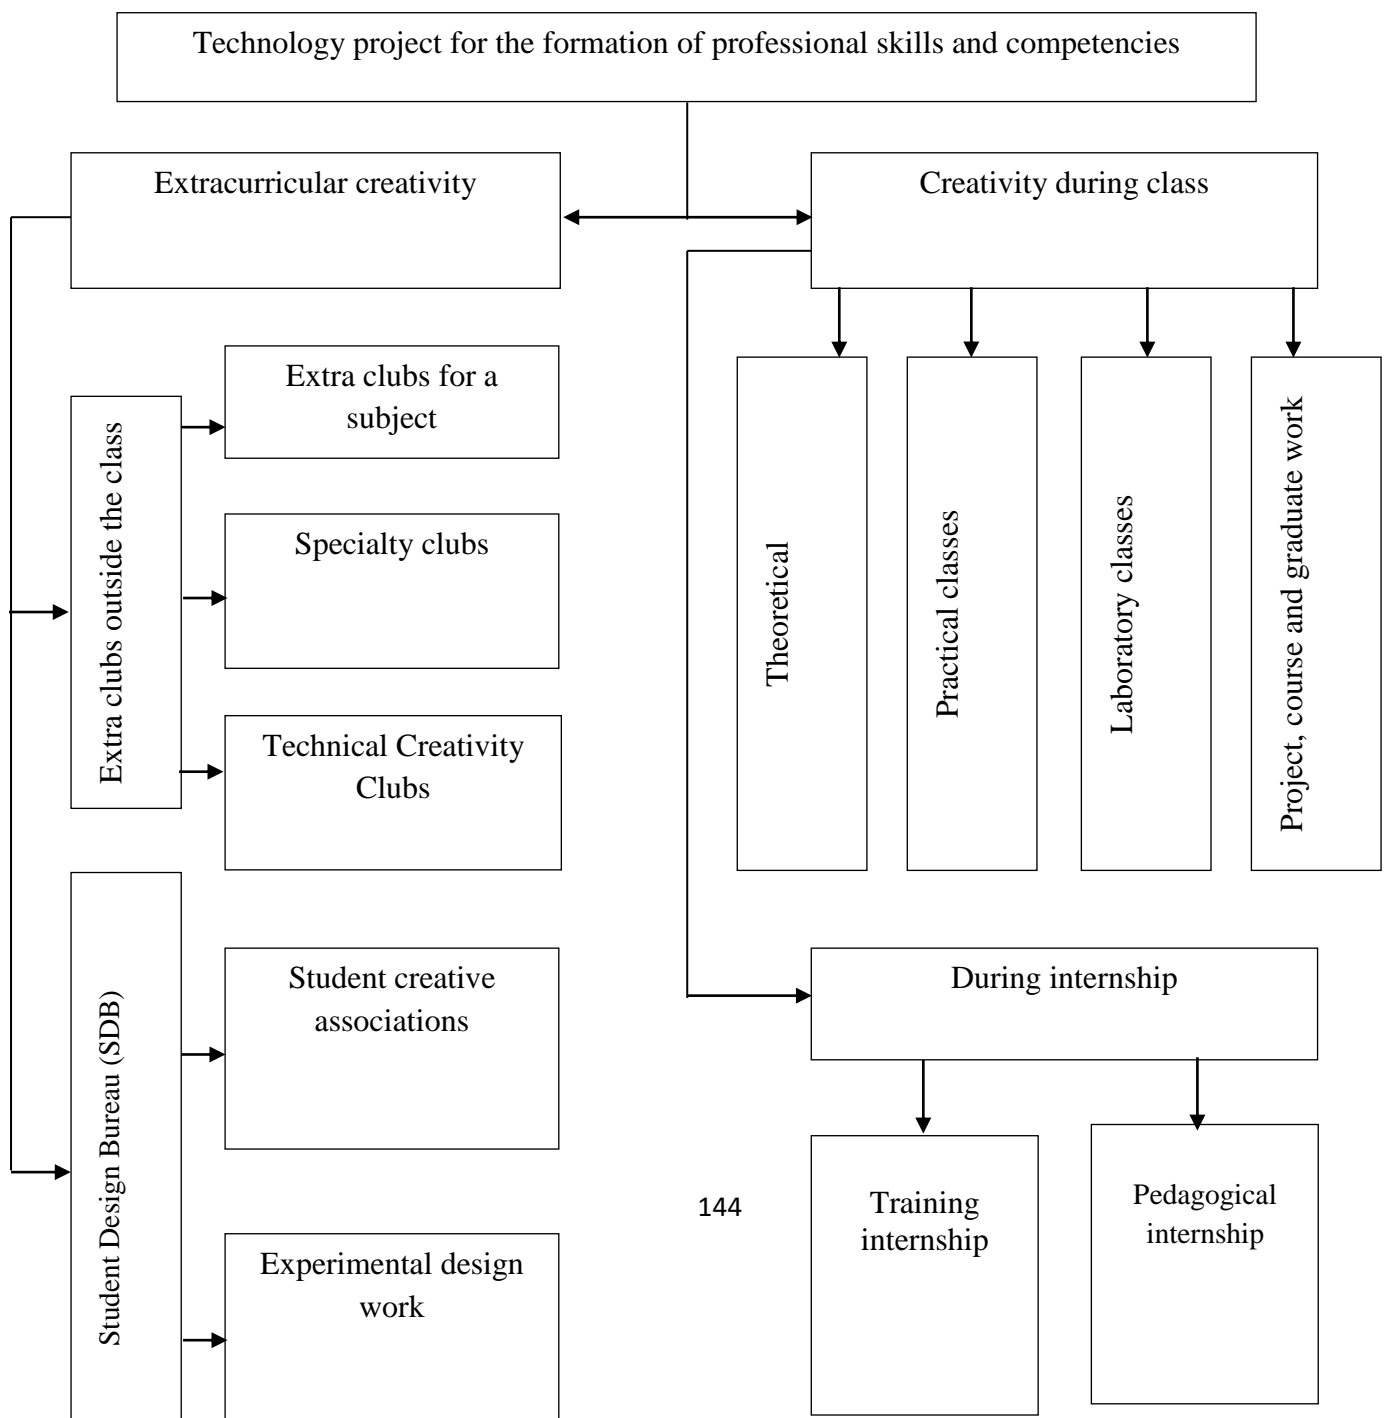 Technology project for the formation of professional skills and competencies
Extracurricular creativity
Creativity during class
Extra clubs outside the class
Extra clubs for a
subject
Specialty clubs
Technical Creativity
Clubs
Theoretical
Practical classes
Laboratory classes
Project, course and graduate work
Student Design Bureau (SDB)
Student creative
associations
Experimental design
work
During internship
Training
internship
Pedagogical
internship
144